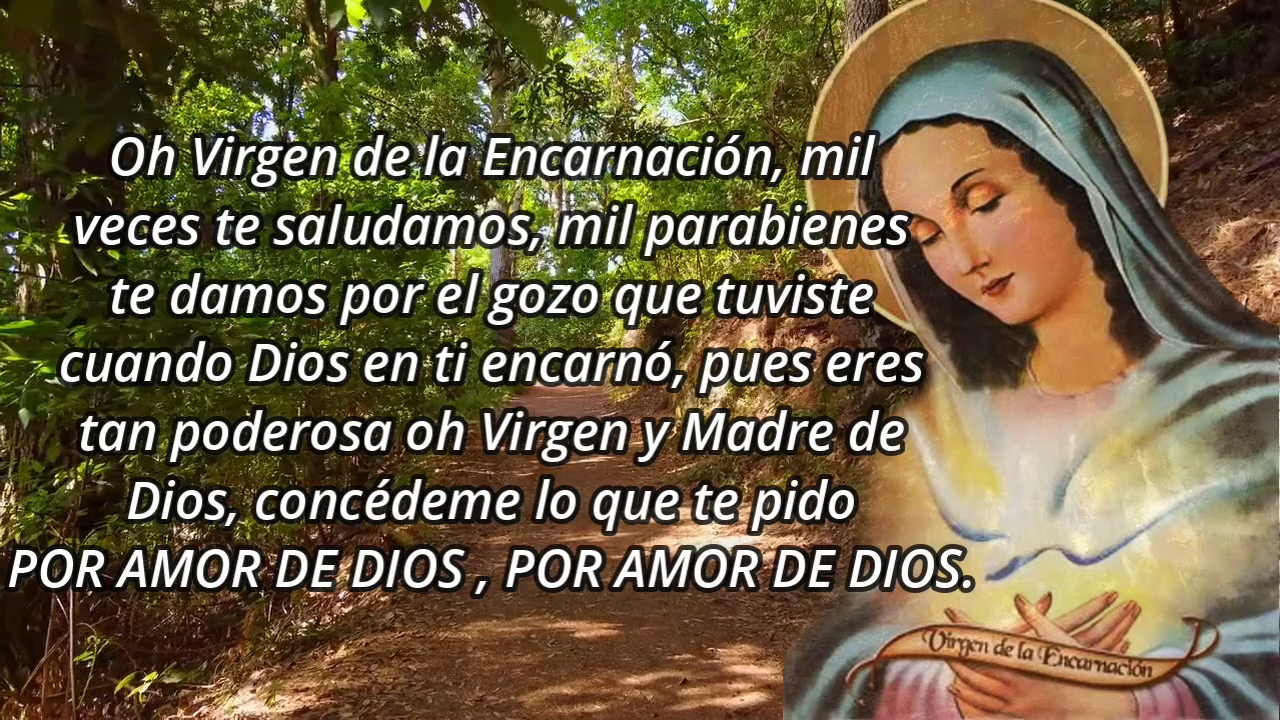 Oh Virgen de la Encarnación, mil
veces te saludamos, mil parabienes
te damos por el gozo que tuviste
cuando Dios en ti encarnó, pues eres
tan poderosa oh Virgen y Madre de
Dios, concédeme lo que te pido
POR AMOR DE DIOS , POR AMOR DE DIOS.
Virgen de la Encarnación